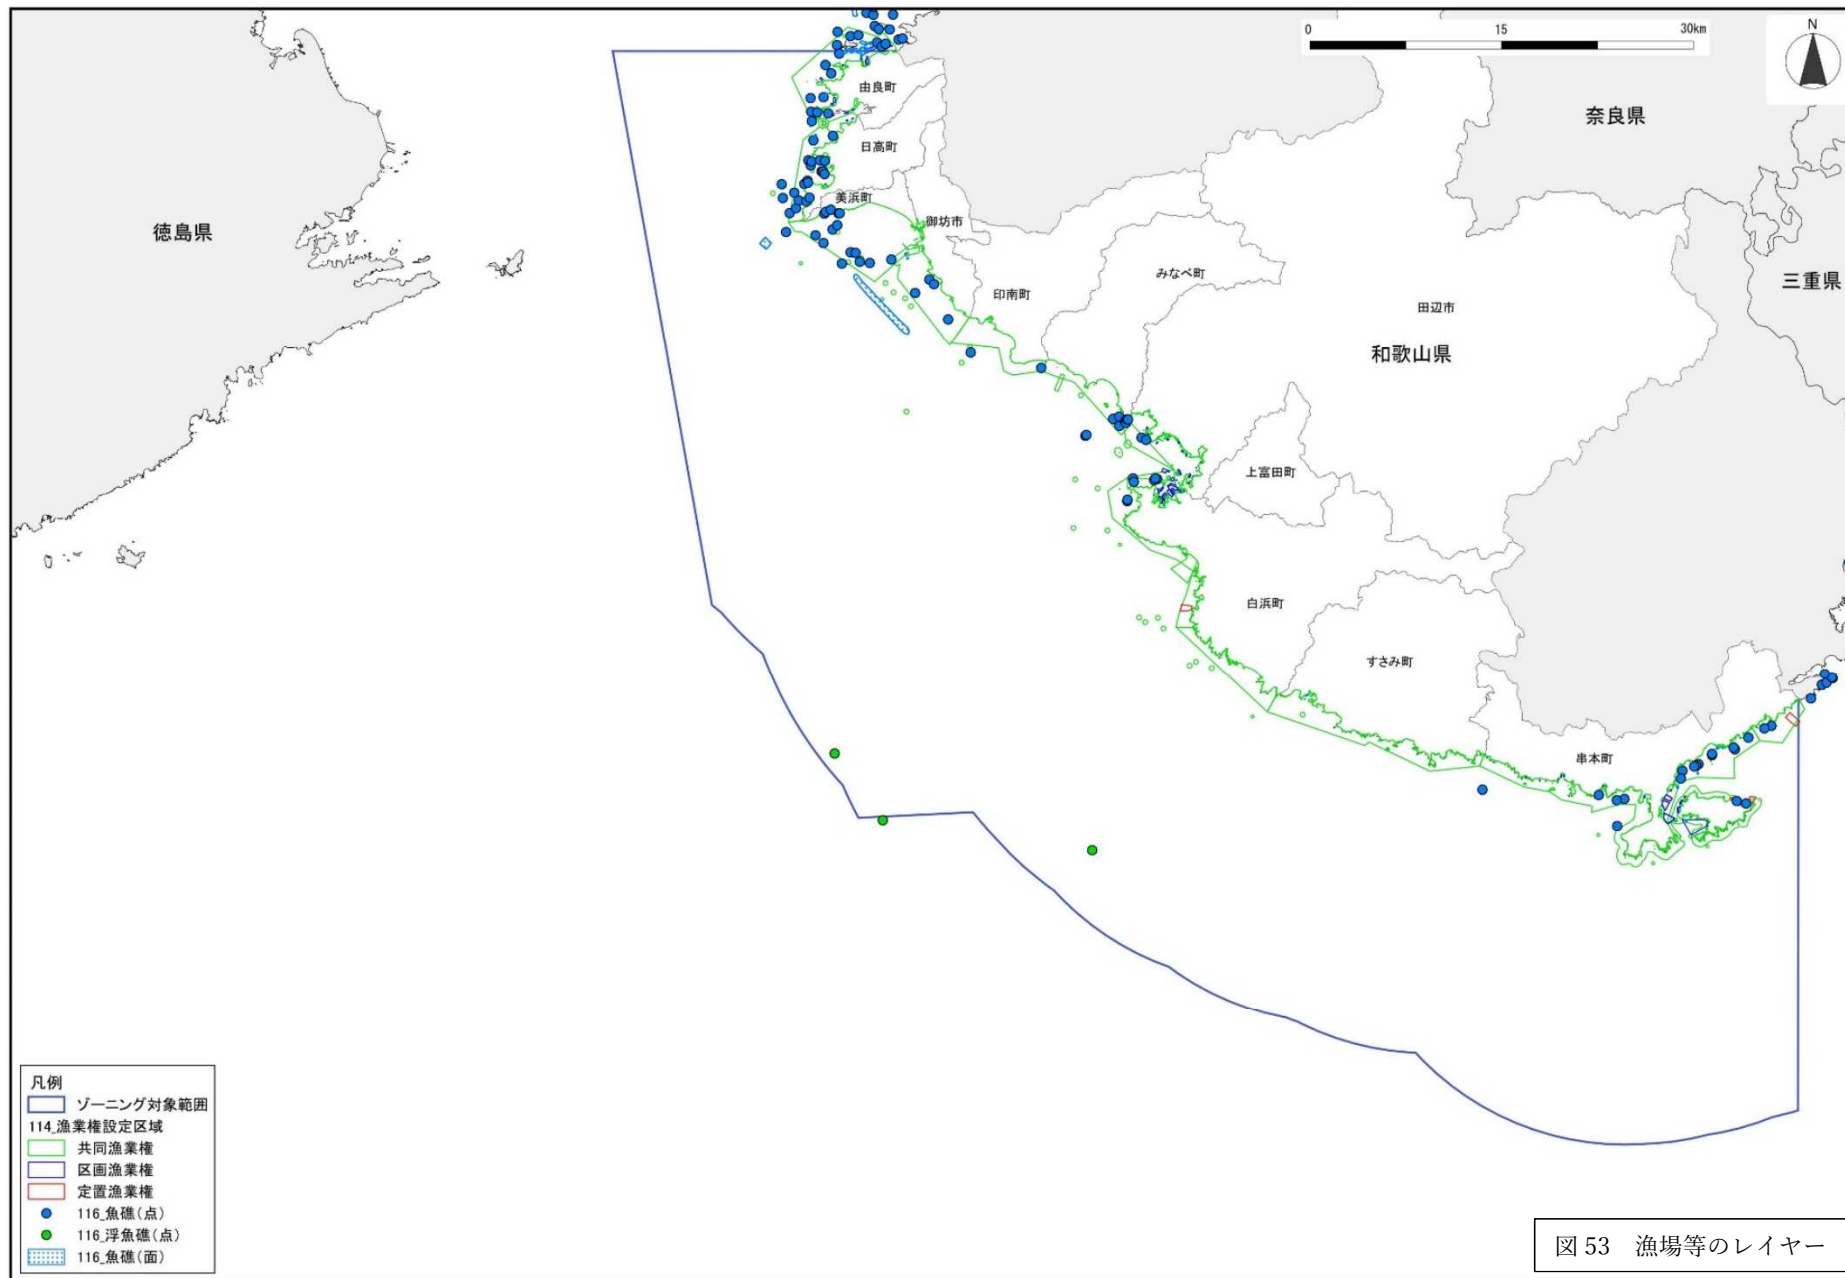 0 15 30km
N
由良町
奈良県
日高町
美浜町
御坊市
徳島県
みなべ町
三重県
印南町
田辺市
和歌山県
上富田町
白浜町
すさみ町
串本町
凡例
ゾーニング対象範囲
114_漁業権設定区域
共同漁業権
区画漁業権
定置漁業権
116_魚礁(点)
116_浮魚礁(点)
116_魚礁(面)
図 53 漁場等のレイヤー